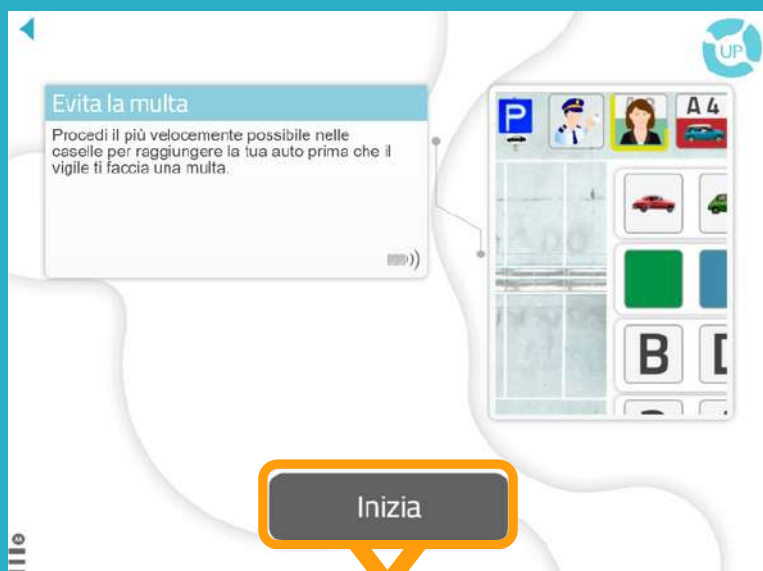 UP
Evita la multa
Procedi il più velocemente possibile nelle
caselle per raggiungere la tua auto prima che il
vigile ti faccia una multa.
P
A 4
B
Inizia